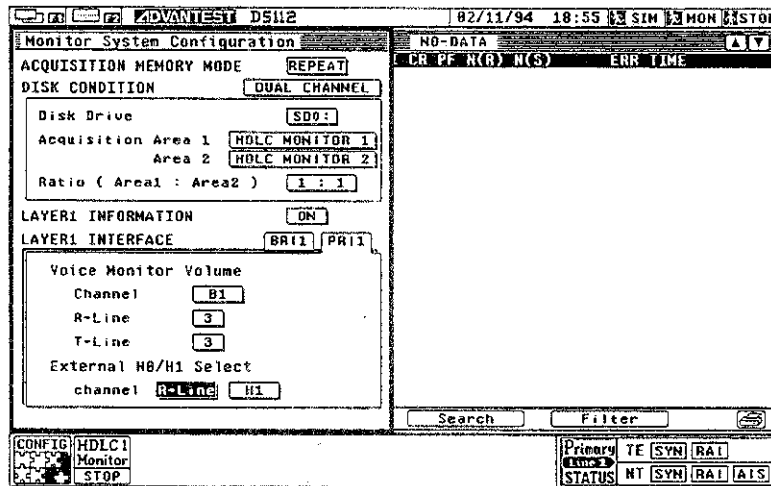 F1 F2 ADVANTEST D5112 02/11/94 18:55 SIM MON STOP
Monitor System Configuration
ACQUISITION MEMORY MODE REPEAT
DISK CONDITION DUAL CHANNEL
Disk Drive SD0:
Acquisition Area 1 HDLC MONITOR 1
Area 2 HDLC MONITOR 2
Ratio ( Area1 : Area2 ) 1 : 1
LAYER1 INFORMATION ON
LAYER1 INTERFACE BRI1 PRI1
Voice Monitor Volume
Channel B1
R-Line 3
T-Line 3
External H0/H1 Select
channel R-Line H1
NO-DATA
CR PF N(R) N(S) ERR TIME
Search Filter
CONFIG HDLC1
Monitor
STOP
Primary TE SYN RAI
Line 1
STATUS NT SYN RAI AIS